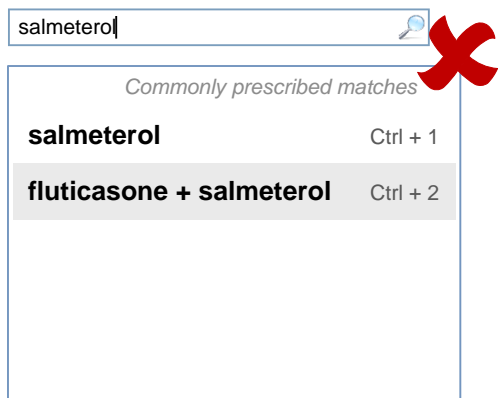 salmeterol
Commonly prescribed matches
salmeterol Ctrl + 1
fluticasone + salmeterol Ctrl + 2